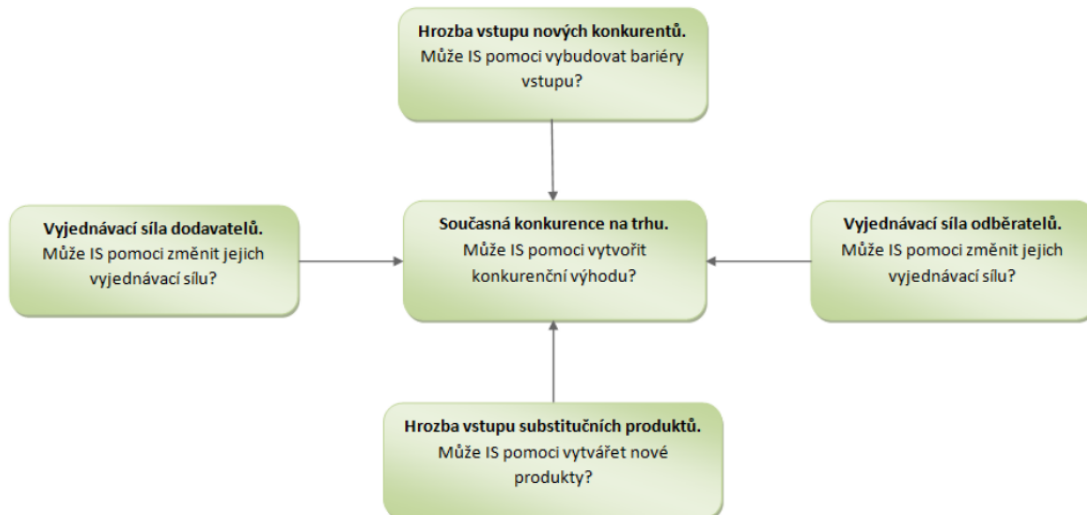 Hrozba vstupu nových konkurentů.
Může IS pomoci vybudovat bariéry
vstupu?
Vyjednávací síla dodavatelů.
Může IS pomoci změnit jejich
vyjednávací sílu?
Současná konkurence na trhu.
Může IS pomoci vytvořit
konkurenční výhodu?
Vyjednávací síla odběratelů.
Může IS pomoci změnit jejich
vyjednávací sílu?
Hrozba vstupu substitučních produktů.
Může IS pomoci vytvářet nové
produkty?